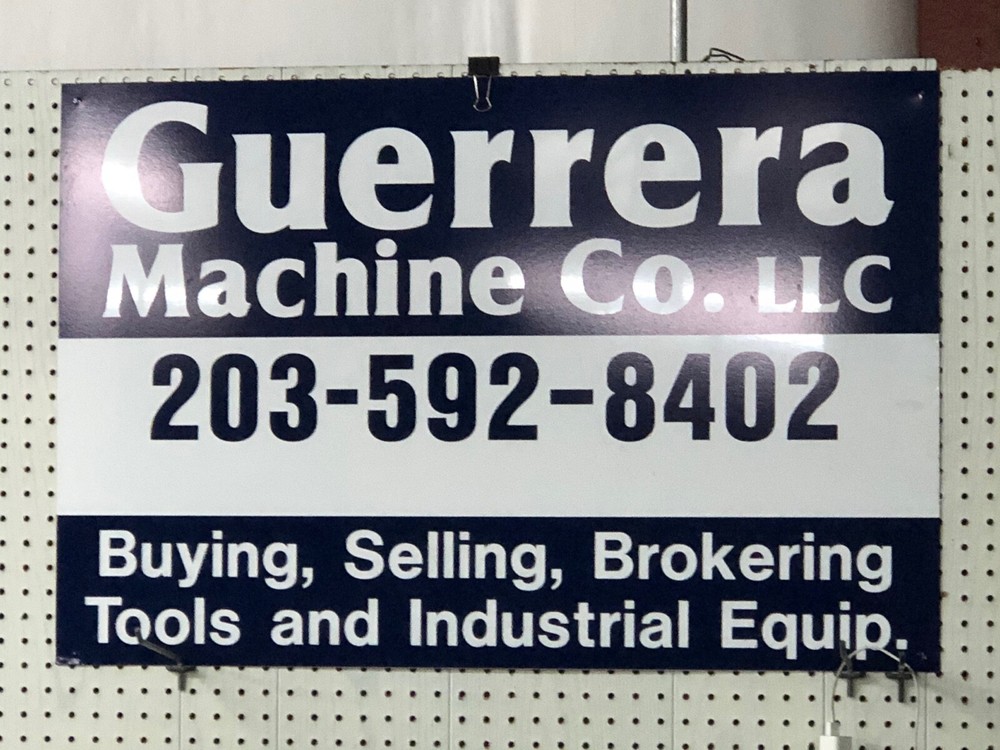 Guerrera
Machine Co. LLC
203-592-8402
Buying, Selling, Brokering
Tools and Industrial Equip.